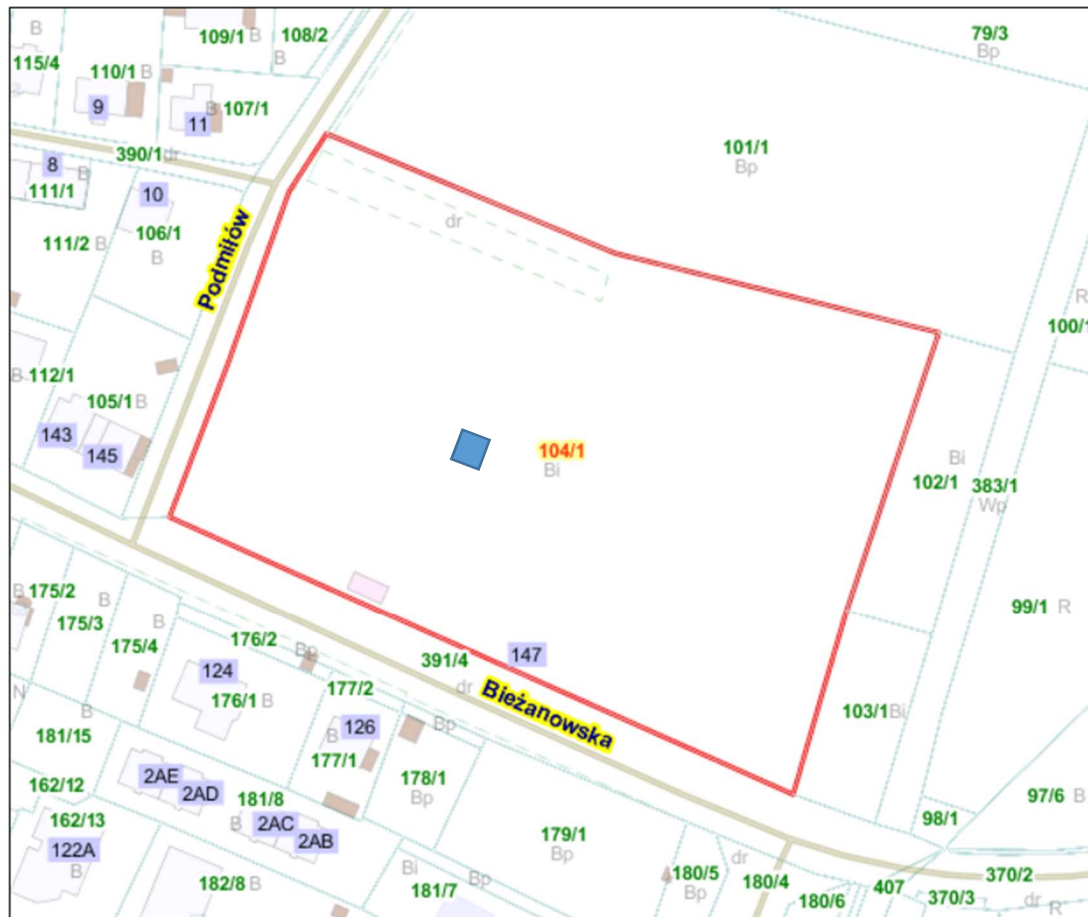 B
109/1 B
108/2
B
79/3
Bp
115/4
110/1 B
9
B
107/1
11
101/1
Bp
390/1 dr
8
B
111/1
10
106/1
B
111/2 B
Podmiłów
dr
R
100/1
B
112/1
105/1 B
143
145
104/1
Bi
Bi
102/1
383/1
Wp
99/1 R
B
175/2
175/3
B
175/4
B
176/2
Bp
391/4
dr
147
Bieżanowska
124
176/1 B
177/2
126
B
177/1
Bp
178/1
Bp
103/1 Bi
N
B
181/15
162/12
162/13
122A
B
2AE
2AD
181/8
B
2AC
2AB
182/8 B
Bi
181/7
Bp
179/1
Bp
180/5
Bp
dr
180/4
180/6
407
98/1
97/6 B
370/2
370/3
dr
R